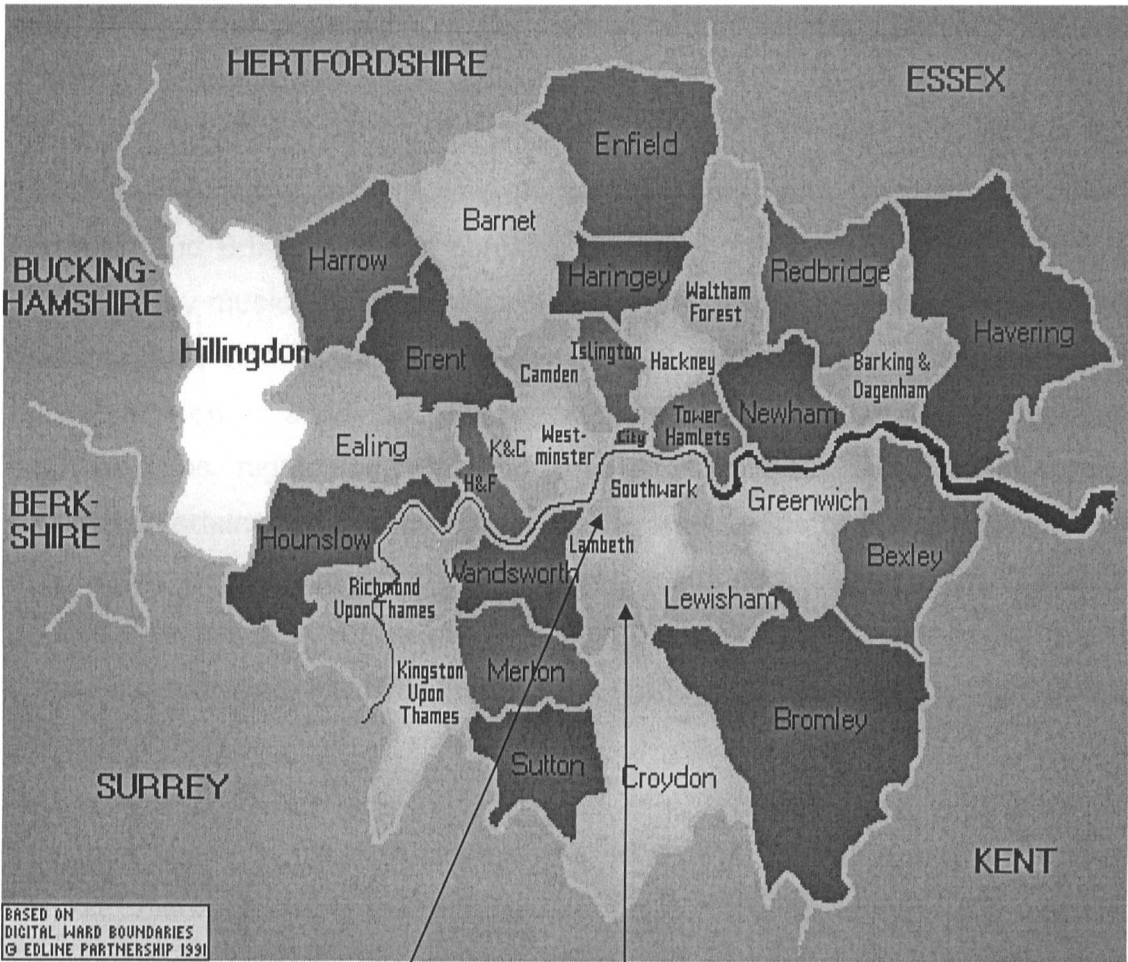 HERTFORDSHIRE
ESSEX
Enfield
Barnet
Harrow
Haringey
Redbridge
Waltham
Forest
BUCKING-
HAMSHIRE
Havering
Hillingdon
Brent
Islington
Hackney
Camden
Barking &
Dagenham
Newham
Tower
Hamlets
Ealing
K&C
West-
minster
City
H&F
Southwark
Greenwich
BERK-
SHIRE
Hounslow
Lambeth
Bexley
Wandsworth
Richmond
Upon Thames
Lewisham
Merton
Kingston
Upon
Thames
Bromley
Sutton
Croydon
SURREY
KENT
BASED ON
DIGITAL WARD BOUNDARIES
© EDLINE PARTNERSHIP 1991